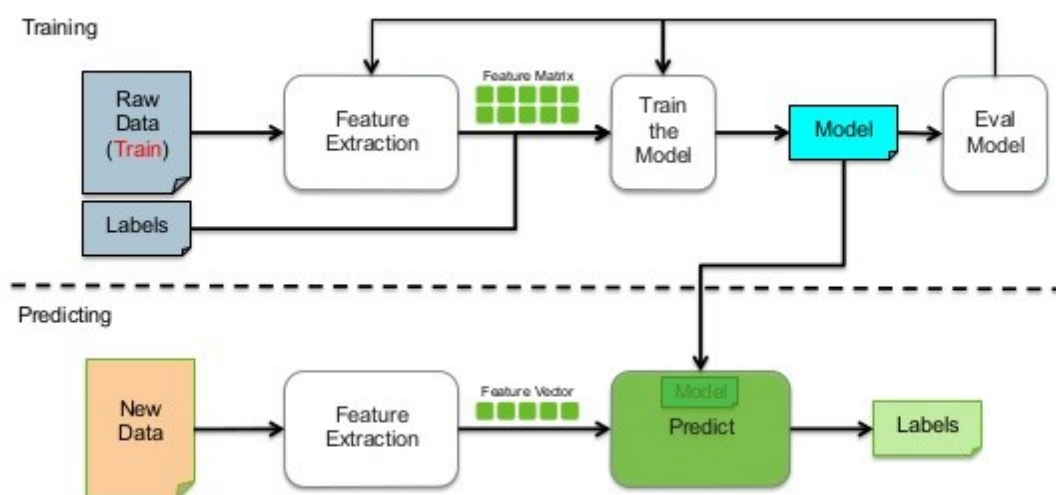 Training
Raw
Data
(Train)
Feature
Extraction
Feature Matrix
Train
the
Model
Model
Eval
Model
Labels
Predicting
New
Data
Feature
Extraction
Feature Vector
Model
Predict
Labels